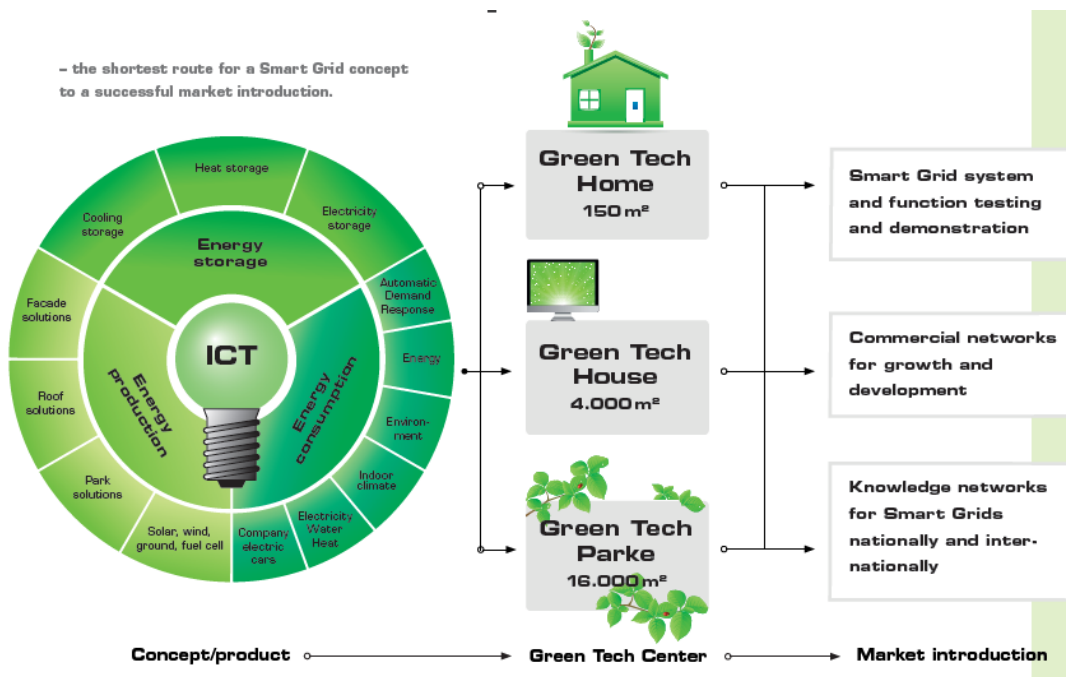 –
– the shortest route for a Smart Grid concept
to a successful market introduction.
Heat storage
Cooling
storage
Electricity
storage
Energy
storage
Facade
solutions
Roof
solutions
Park
solutions
Solar, wind,
ground, fuel cell
Energy
production
ICT
Energy
consumption
Automatic
Demand
Response
Energy
Environ-
ment
Indoor
climate
Electricity
Water
Heat
Company
electric
cars
Green Tech
Home
150 m²
Green Tech
House
4.000 m²
Green Tech
Parke
16.000 m²
Smart Grid system
and function testing
and demonstration
Commercial networks
for growth and
development
Knowledge networks
for Smart Grids
nationally and inter-
nationally
Concept/product
Green Tech Center
Market introduction